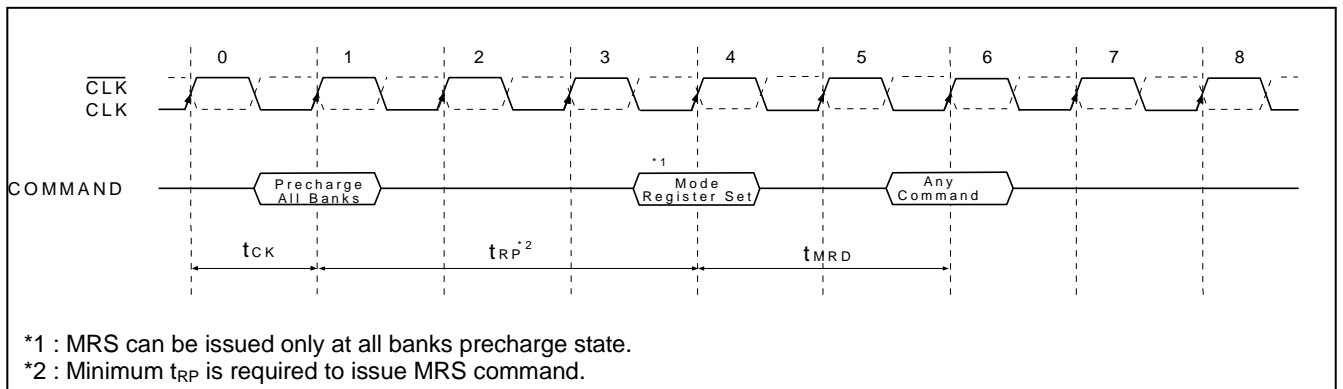 0 1 2 3 4 5 6 7 8
CLK
CLK
COMMAND
Precharge
All Banks
*1
Mode
Register Set
Any
Command
tCK
tRP*2
tMRD
*1 : MRS can be issued only at all banks precharge state.
*2 : Minimum tRP is required to issue MRS command.